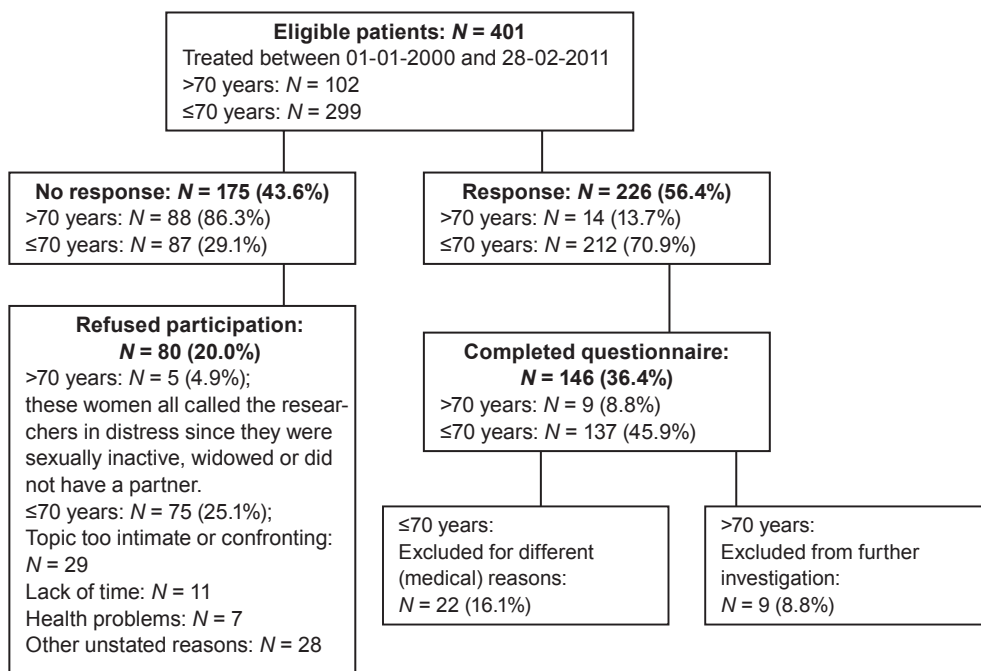 Eligible patients: N = 401
Treated between 01-01-2000 and 28-02-2011
>70 years: N = 102
≤70 years: N = 299
No response: N = 175 (43.6%)
>70 years: N = 88 (86.3%)
≤70 years: N = 87 (29.1%)
Response: N = 226 (56.4%)
>70 years: N = 14 (13.7%)
≤70 years: N = 212 (70.9%)
Refused participation:
N = 80 (20.0%)
>70 years: N = 5 (4.9%);
these women all called the resear-
chers in distress since they were
sexually inactive, widowed or did
not have a partner.
≤70 years: N = 75 (25.1%);
Topic too intimate or confronting:
N = 29
Lack of time: N = 11
Health problems: N = 7
Other unstated reasons: N = 28
Completed questionnaire:
N = 146 (36.4%)
>70 years: N = 9 (8.8%)
≤70 years: N = 137 (45.9%)
≤70 years:
Excluded for different
(medical) reasons:
N = 22 (16.1%)
>70 years:
Excluded from further
investigation:
N = 9 (8.8%)